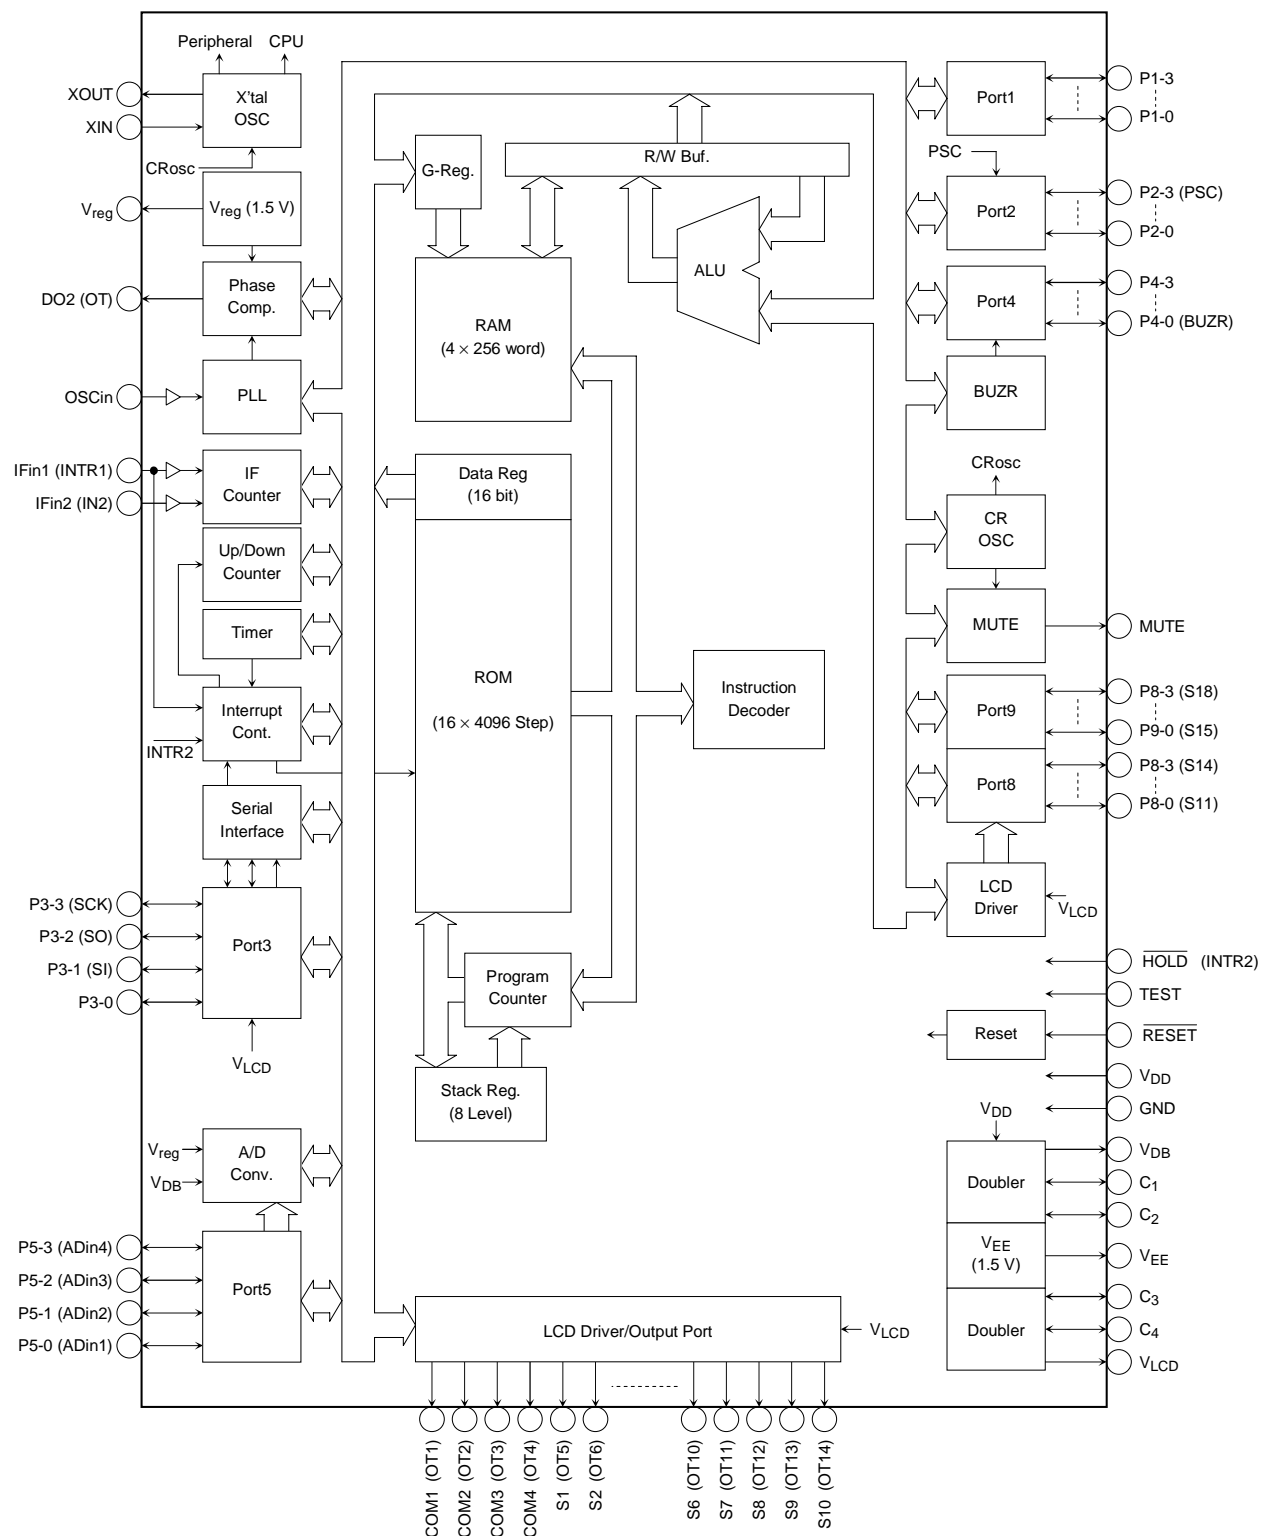 Peripheral CPU
XOUT
XIN
X'tal
OSC
CRosc
Vreg
Vreg (1.5 V)
DO2 (OT)
Phase
Comp.
OSCin
PLL
IFin1 (INTR1)
IFin2 (IN2)
IF
Counter
Up/Down
Counter
Timer
Interrupt
Cont.
INTR2
Serial
Interface
P3-3 (SCK)
P3-2 (SO)
P3-1 (SI)
P3-0
Port3
VLCD
Vreg
VDB
A/D
Conv.
P5-3 (ADin4)
P5-2 (ADin3)
P5-1 (ADin2)
P5-0 (ADin1)
Port5
G-Reg.
R/W Buf.
ALU
RAM
(4 × 256 word)
Data Reg
(16 bit)
ROM
(16 × 4096 Step)
Instruction
Decoder
Program
Counter
Stack Reg.
(8 Level)
LCD Driver/Output Port
VLCD
COM1 (OT1)
COM2 (OT2)
COM3 (OT3)
COM4 (OT4)
S1 (OT5)
S2 (OT6)
S6 (OT10)
S7 (OT11)
S8 (OT12)
S9 (OT13)
S10 (OT14)
Port1
P1-3
P1-0
PSC
Port2
P2-3 (PSC)
P2-0
Port4
P4-3
P4-0 (BUZR)
BUZR
CRosc
CR
OSC
MUTE
MUTE
Port9
P8-3 (S18)
P9-0 (S15)
Port8
P8-3 (S14)
P8-0 (S11)
LCD
Driver
VLCD
HOLD (INTR2)
TEST
Reset
RESET
VDD
GND
VDD
Doubler
VDB
C1
C2
VEE
(1.5 V)
VEE
Doubler
C3
C4
VLCD